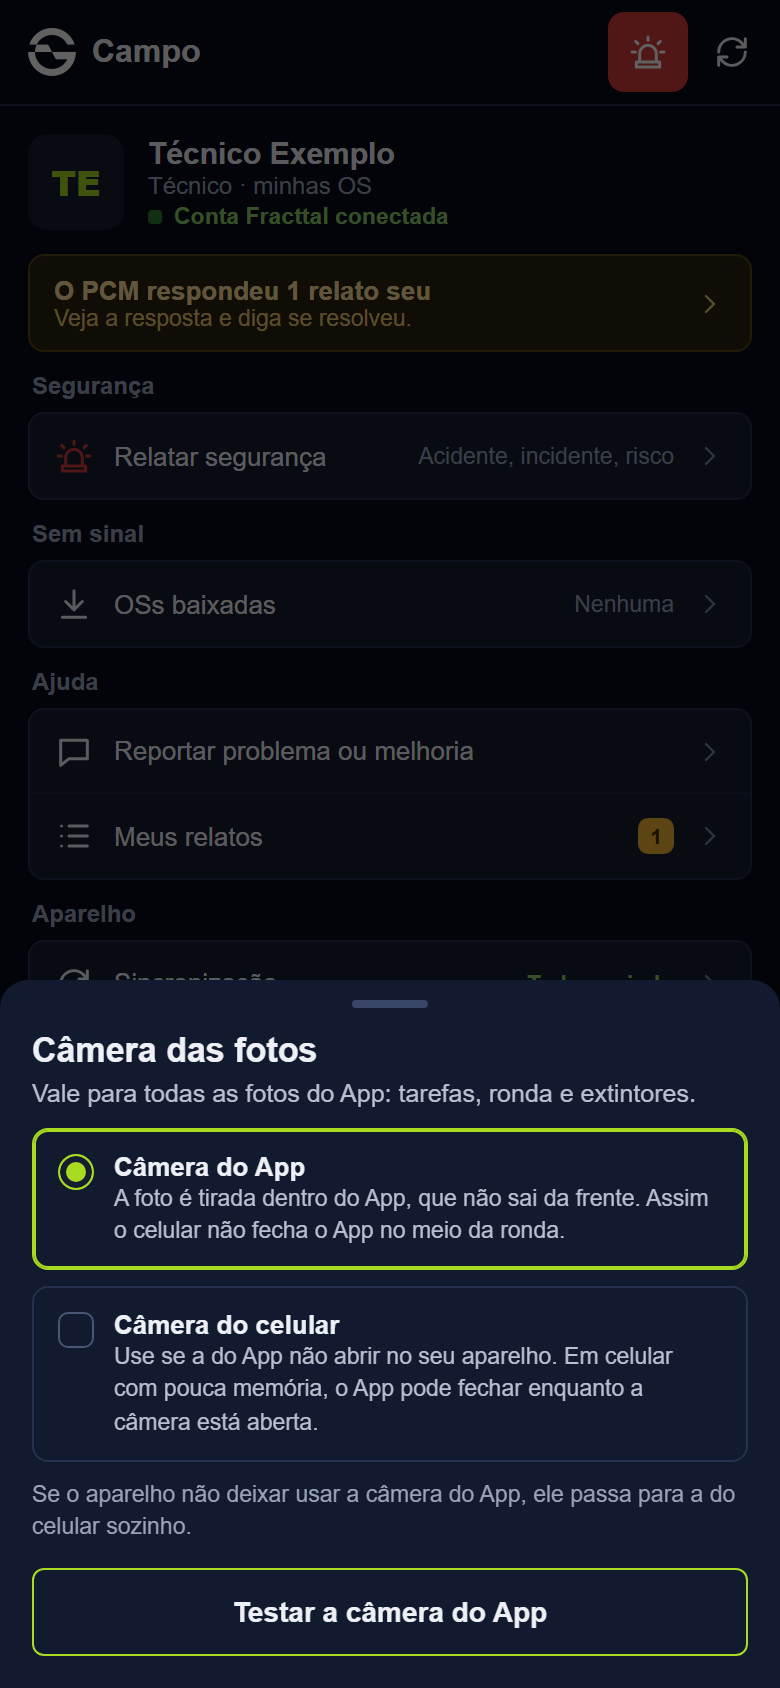 Campo
TE
Técnico Exemplo
Técnico · minhas OS
Conta Fracttal conectada
O PCM respondeu 1 relato seu
Veja a resposta e diga se resolveu.
Segurança
Relatar segurança
Acidente, incidente, risco
Sem sinal
OSs baixadas
Nenhuma
Ajuda
Reportar problema ou melhoria
Meus relatos
1
Aparelho
Sincronização
Câmera das fotos
Vale para todas as fotos do App: tarefas, ronda e extintores.
Câmera do App
A foto é tirada dentro do App, que não sai da frente. Assim
o celular não fecha o App no meio da ronda.
Câmera do celular
Use se a do App não abrir no seu aparelho. Em celular
com pouca memória, o App pode fechar enquanto a
câmera está aberta.
Se o aparelho não deixar usar a câmera do App, ele passa para a do
celular sozinho.
Testar a câmera do App